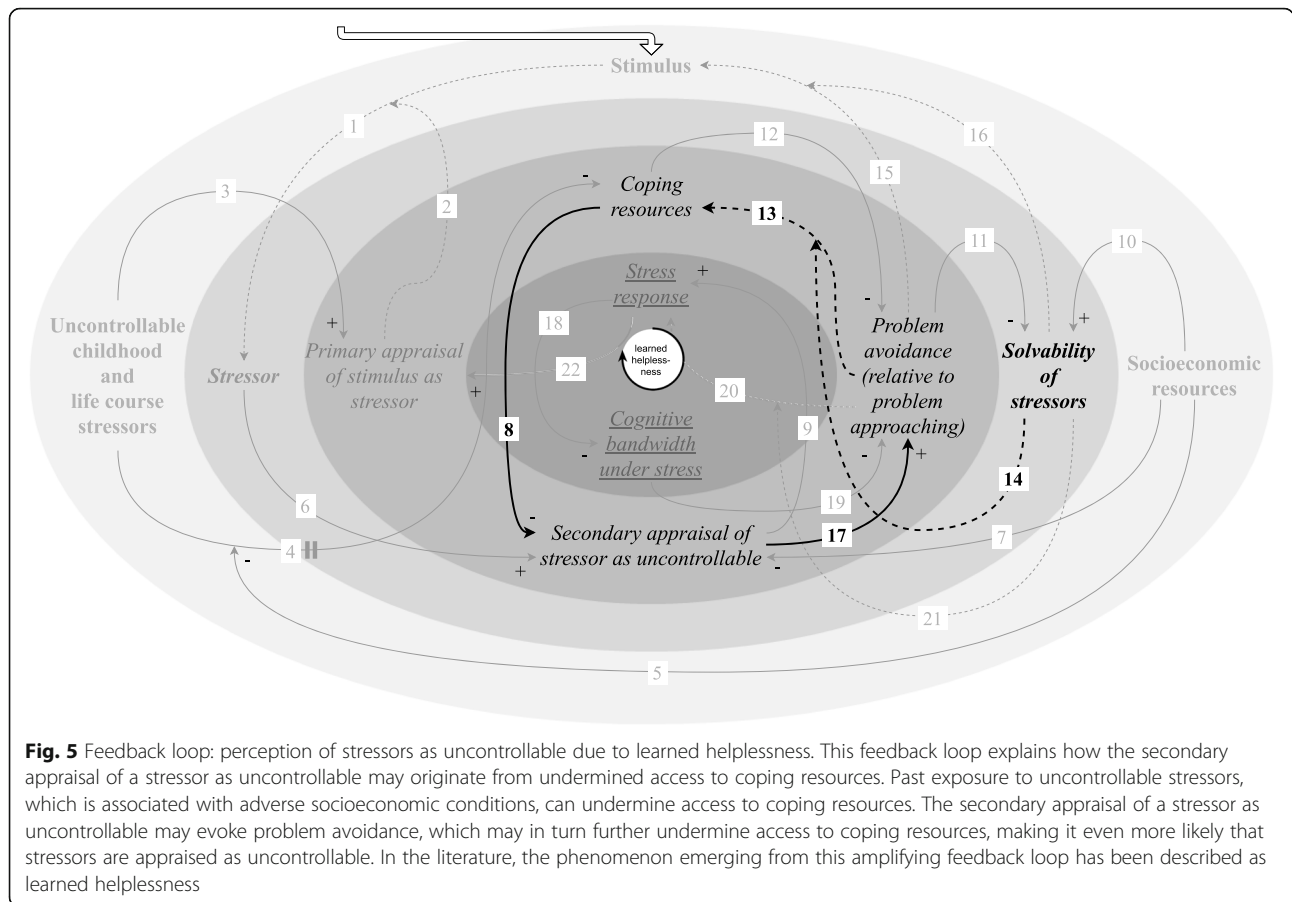 Stimulus
1
12
16
3
-
Coping
resources
13
15
2
11
10
Stress
response
+
18
-
Problem
avoidance
(relative to
problem
approaching)
-
Solvability
of
stressors
+
Socioeconomic
resources
Uncontrollable
childhood
and
life course
stressors
Stressor
+
Primary appraisal
of stimulus as
stressor
learned
helpless-
ness
22
+
20
8
Cognitive
bandwidth
under stress
-
9
-
+
14
6
19
-
Secondary appraisal of
stressor as uncontrollable
+
17
-
7
4
-
21
5
Fig. 5 Feedback loop: perception of stressors as uncontrollable due to learned helplessness. This feedback loop explains how the secondary
appraisal of a stressor as uncontrollable may originate from undermined access to coping resources. Past exposure to uncontrollable stressors,
which is associated with adverse socioeconomic conditions, can undermine access to coping resources. The secondary appraisal of a stressor as
uncontrollable may evoke problem avoidance, which may in turn further undermine access to coping resources, making it even more likely that
stressors are appraised as uncontrollable. In the literature, the phenomenon emerging from this amplifying feedback loop has been described as
learned helplessness